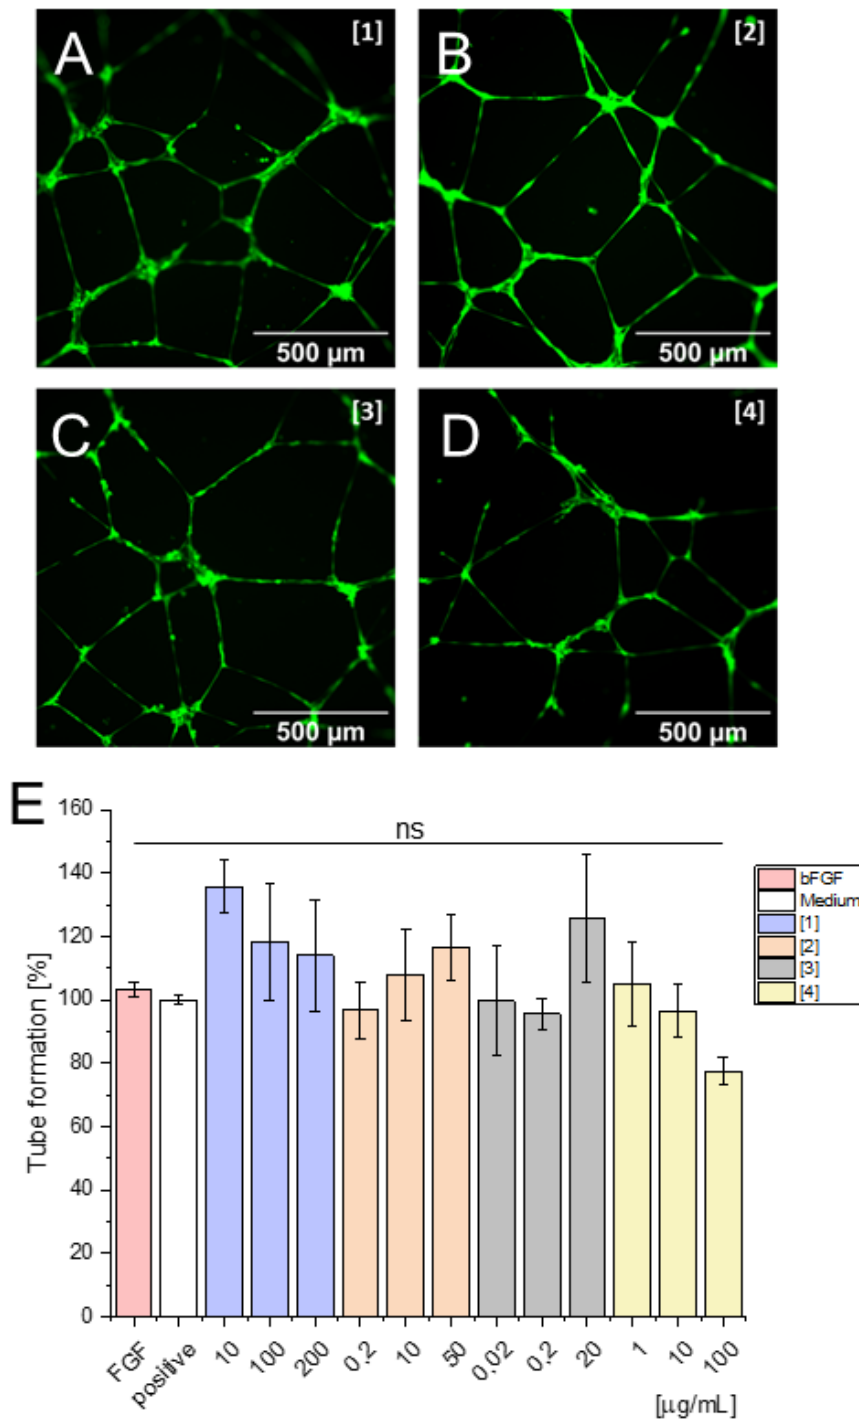 A [1]
B [2]
500 μm
500 μm
C [3]
D [4]
500 μm
500 μm
E
160
ns
140
120
100
80
60
40
20
0
Tube formation [%]
bFGF
Medium
[1]
[2]
[3]
[4]
FGF
positive
10
100
200
0,2
10
50
0,02
0,2
20
1
10
100
[μg/mL]